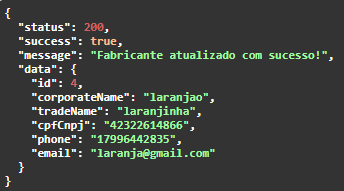 {
  "status": 200,
  "success": true,
  "message": "Fabricante atualizado com sucesso!",
  "data": {
    "id": 4,
    "corporateName": "laranjao",
    "tradeName": "laranjinha",
    "cpfCnpj": "42322614866",
    "phone": "17996442835",
    "email": "laranja@gmail.com"
  }
}